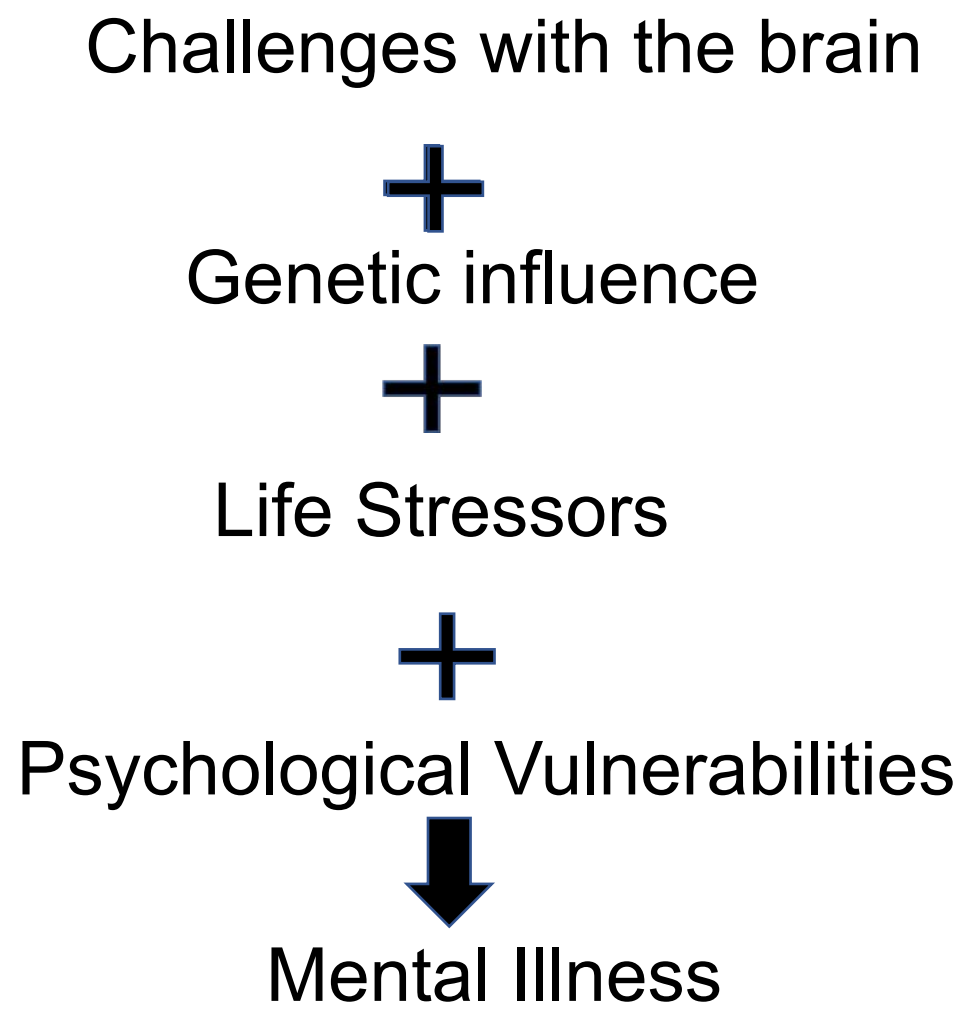 Challenges with the brain
Genetic influence
Life Stressors
Psychological Vulnerabilities
Mental Illness